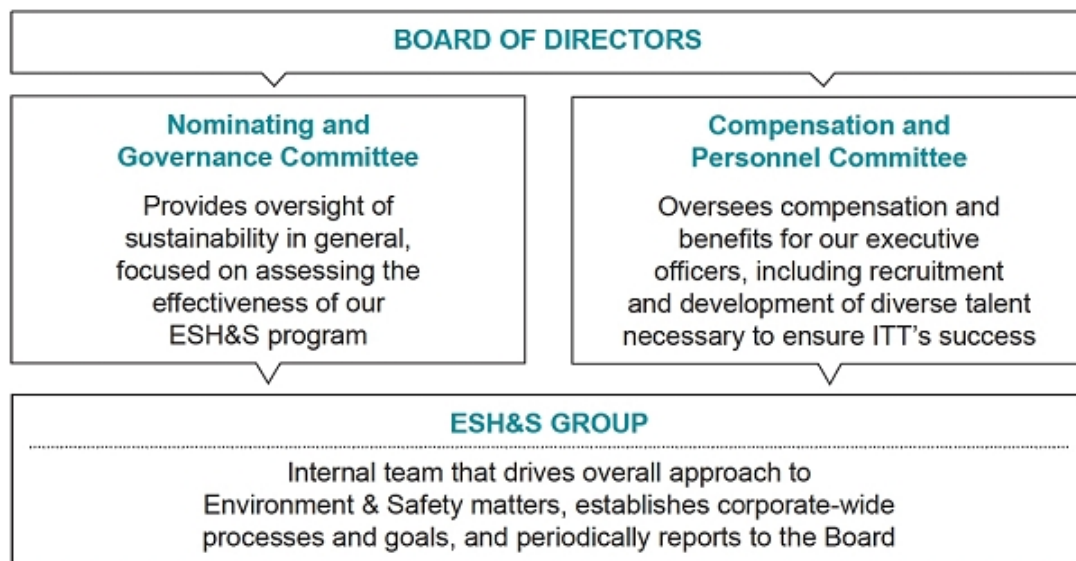 BOARD OF DIRECTORS
Nominating and
Governance Committee
Provides oversight of
sustainability in general,
focused on assessing the
effectiveness of our
ESH&S program
Compensation and
Personnel Committee
Oversees compensation and
benefits for our executive
officers, including recruitment
and development of diverse talent
necessary to ensure ITT’s success
ESH&S GROUP
Internal team that drives overall approach to
Environment & Safety matters, establishes corporate-wide
processes and goals, and periodically reports to the Board